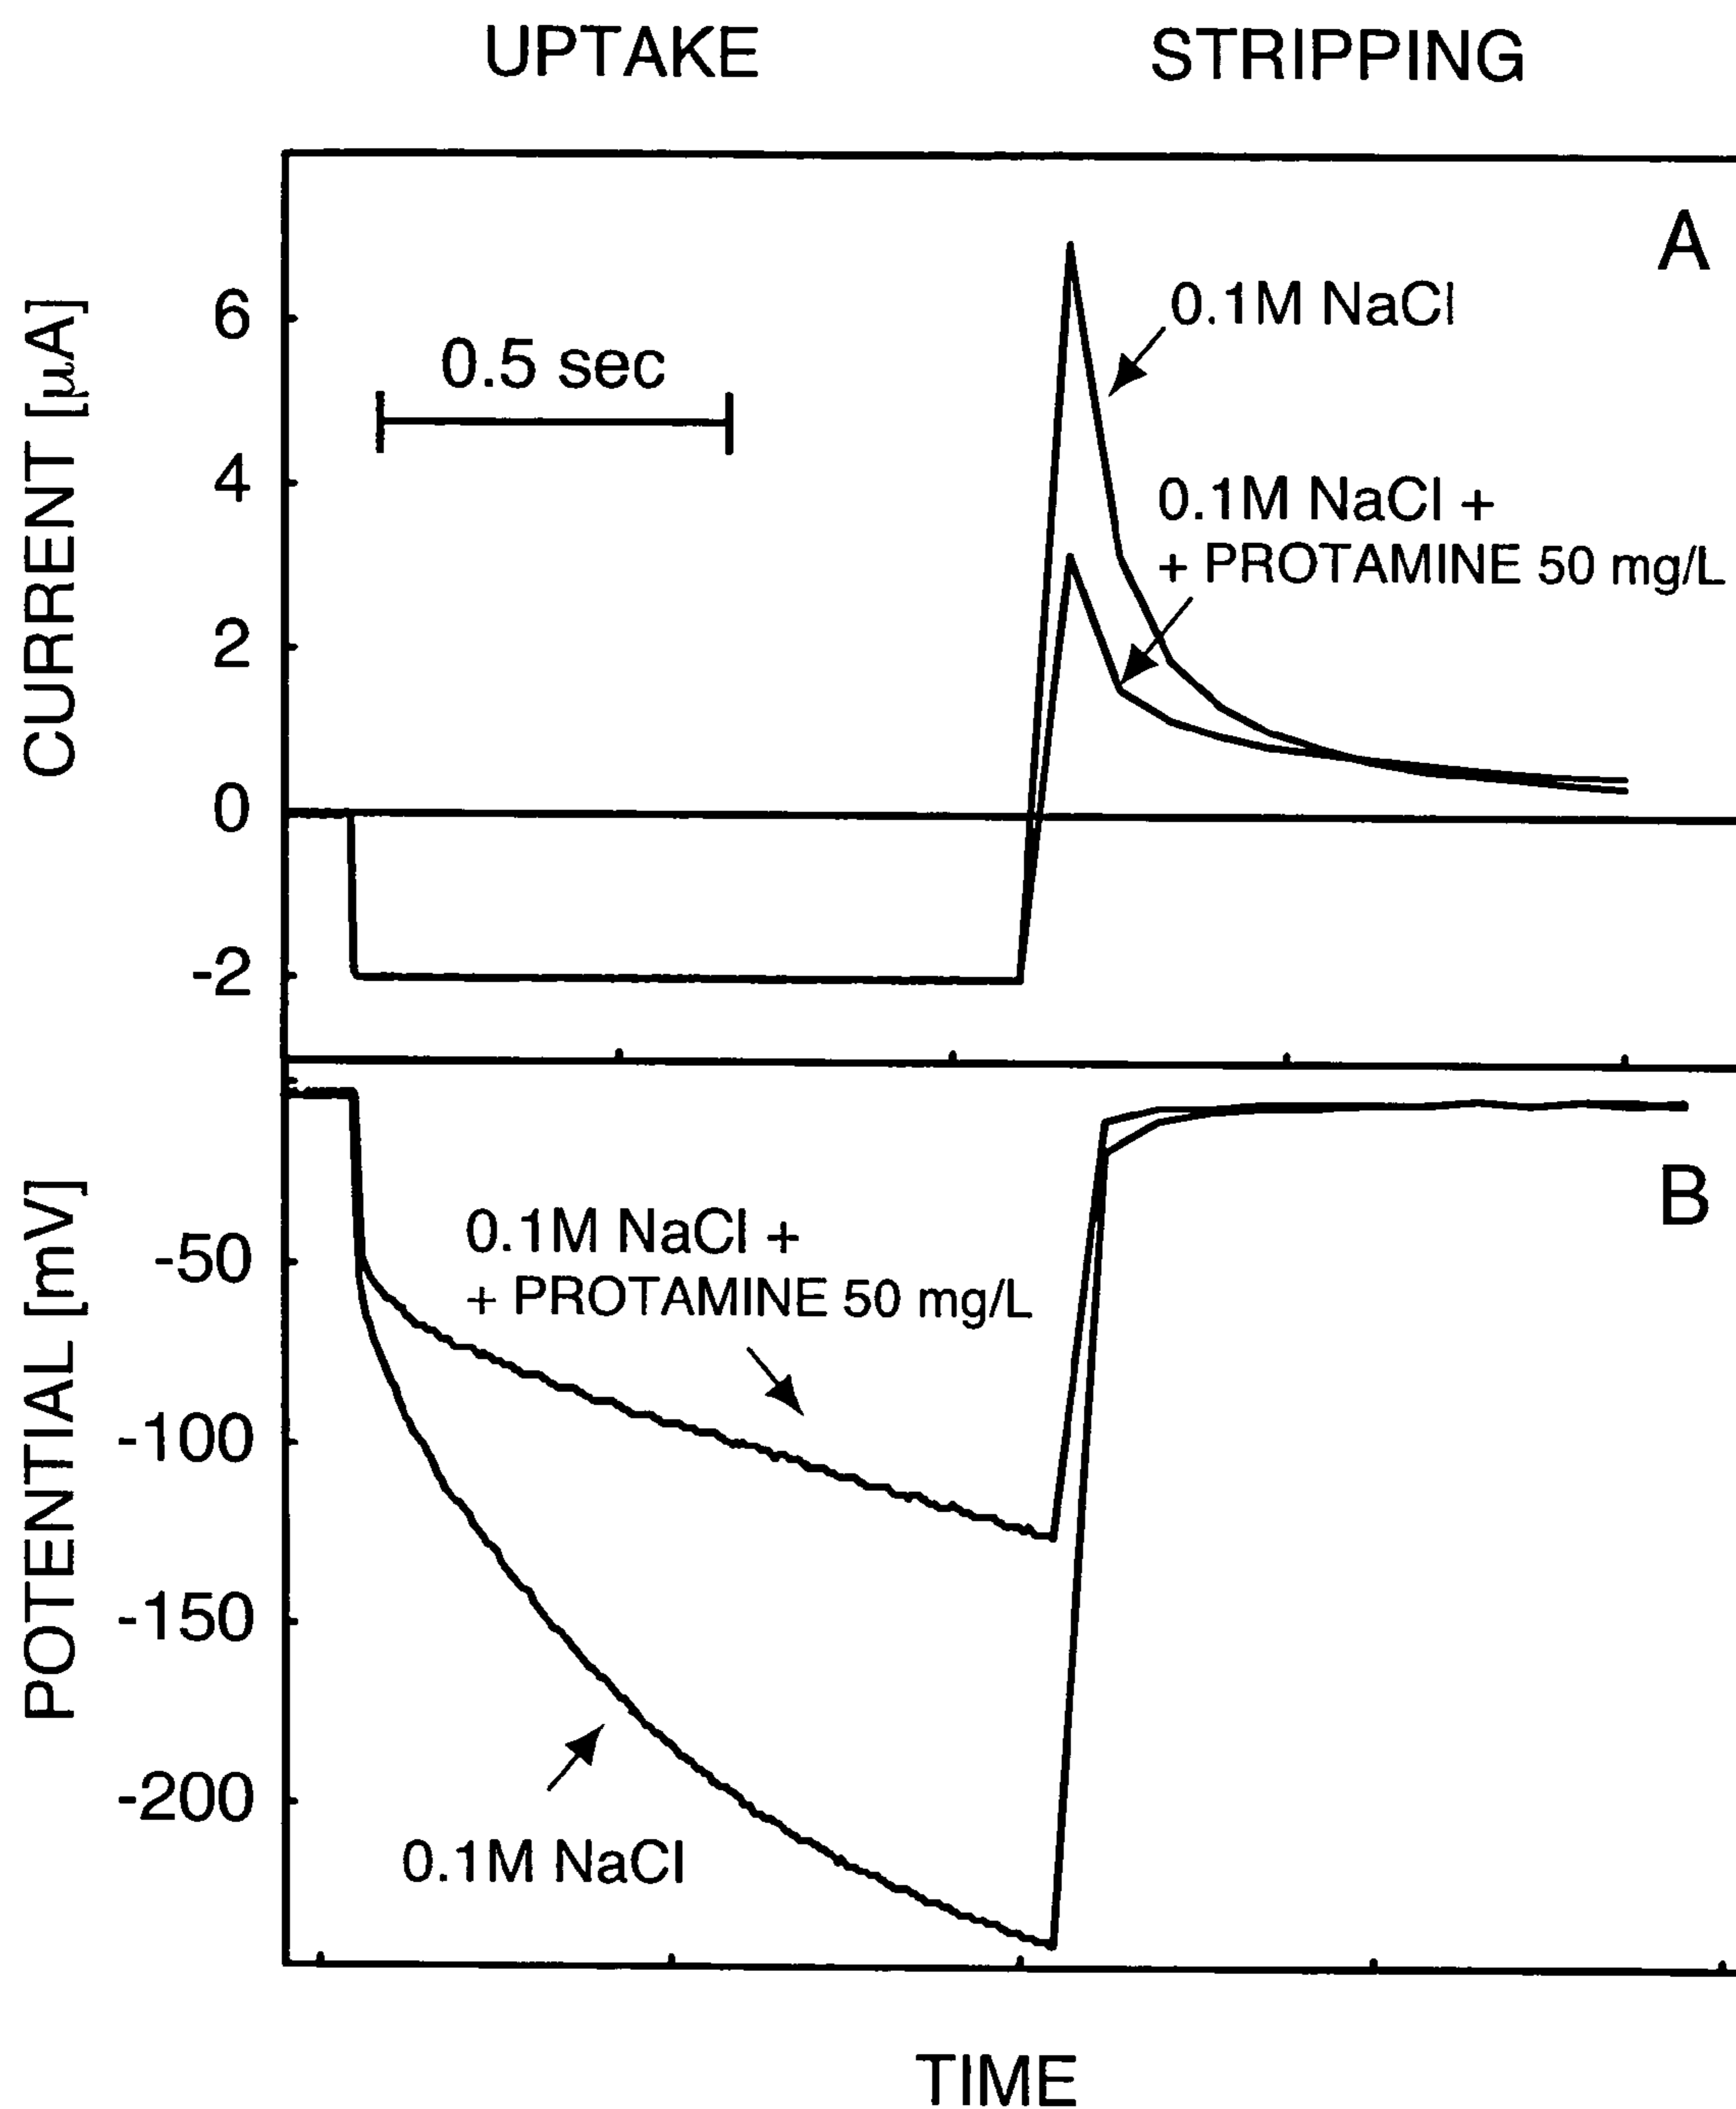 UPTAKE STRIPPING
A
CURRENT [µA]
6
4
2
0
-2
0.5 sec
0.1M NaCl
0.1M NaCl +
+ PROTAMINE 50 mg/L
B
POTENTIAL [mV]
-50
-100
-150
-200
0.1M NaCl +
+ PROTAMINE 50 mg/L
0.1M NaCl
TIME